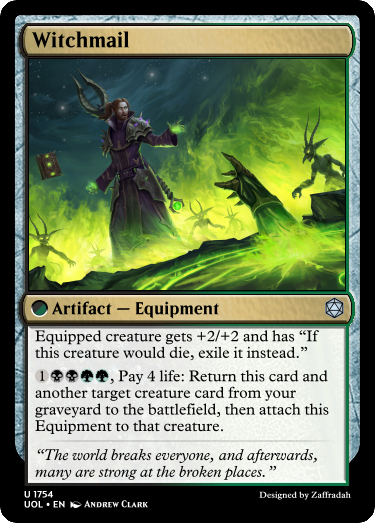 Witchmail
Artifact — Equipment
Equipped creature gets +2/+2 and has “If
this creature would die, exile it instead.”
1, Pay 4 life: Return this card and
another target creature card from your
graveyard to the battlefield, then attach this
Equipment to that creature.
“The world breaks everyone, and afterwards,
many are strong at the broken places.”
U 1754
UOL • EN Andrew Clark
Designed by Zaffradah